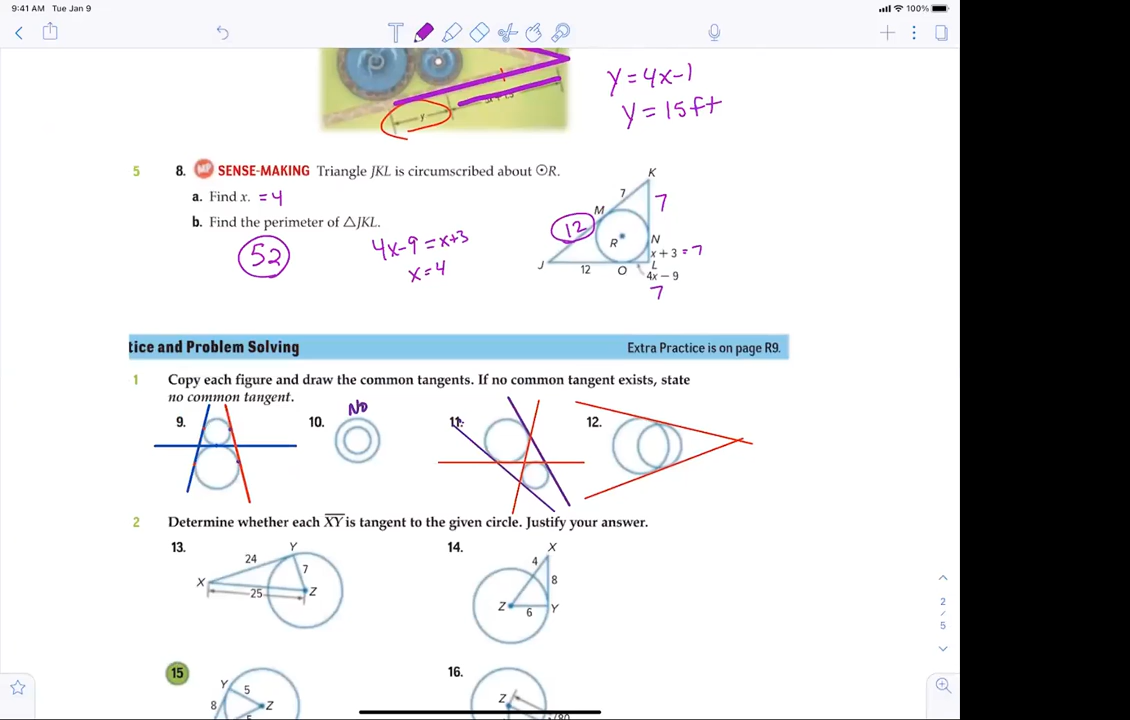 9:41 AM Tue Jan 9
100%
y
y = 4x-1
y = 15ft
5 8. MP SENSE-MAKING Triangle JKL is circumscribed about ⊙R.
a. Find x. = 4
b. Find the perimeter of △JKL.
52
4x-9 = x+3
x = 4
K
7
7
M
12
R
N
x + 3 = 7
J
12
O
L
4x − 9
7
tice and Problem Solving
Extra Practice is on page R9.
1 Copy each figure and draw the common tangents. If no common tangent exists, state
no common tangent.
9.
10.
No
11.
12.
2 Determine whether each XY is tangent to the given circle. Justify your answer.
13.
Y
24
7
X
25
Z
14.
X
4
8
Z
6
Y
15
Y
5
8
Z
16.
Z
2
/
5